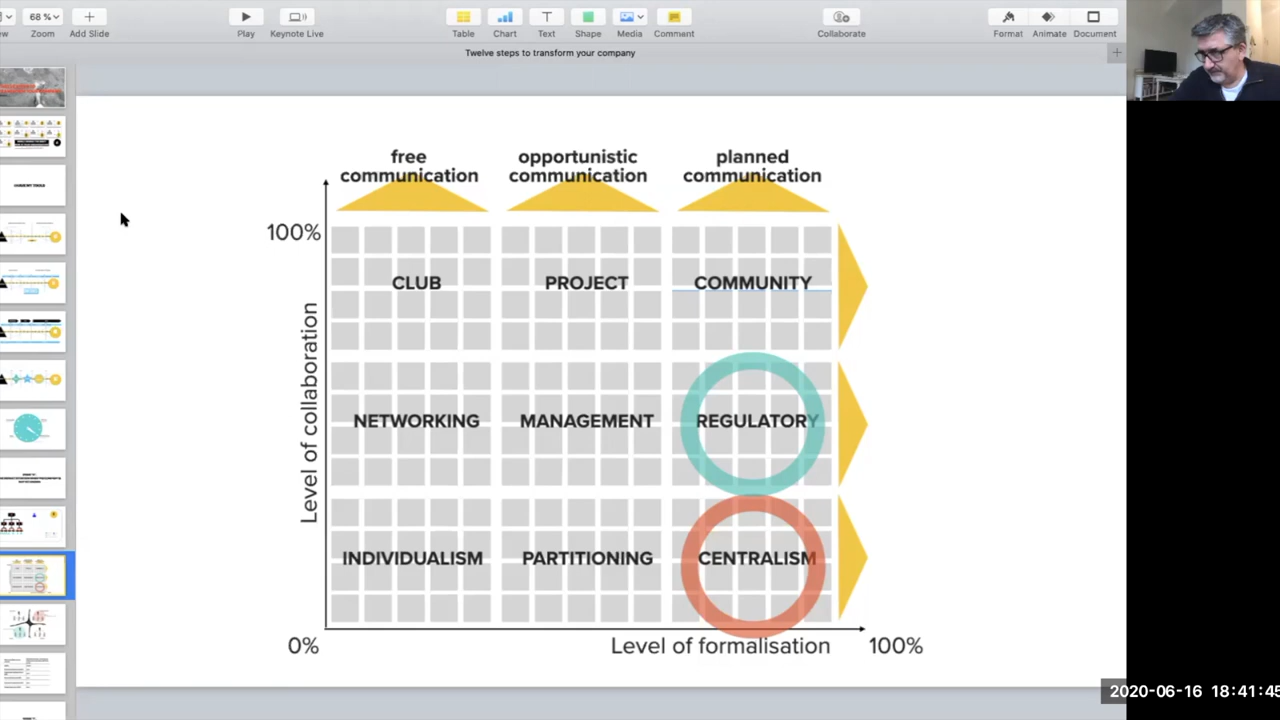 68 %
Zoom
Add Slide
Play
Keynote Live
Table
Chart
Text
Shape
Media
Comment
Collaborate
Format
Animate
Document
Twelve steps to transform your company
free
communication
opportunistic
communication
planned
communication
100%
CLUB
PROJECT
COMMUNITY
Level of collaboration
NETWORKING
MANAGEMENT
REGULATORY
INDIVIDUALISM
PARTITIONING
CENTRALISM
0%
Level of formalisation
100%
2020-06-16 18:41:45